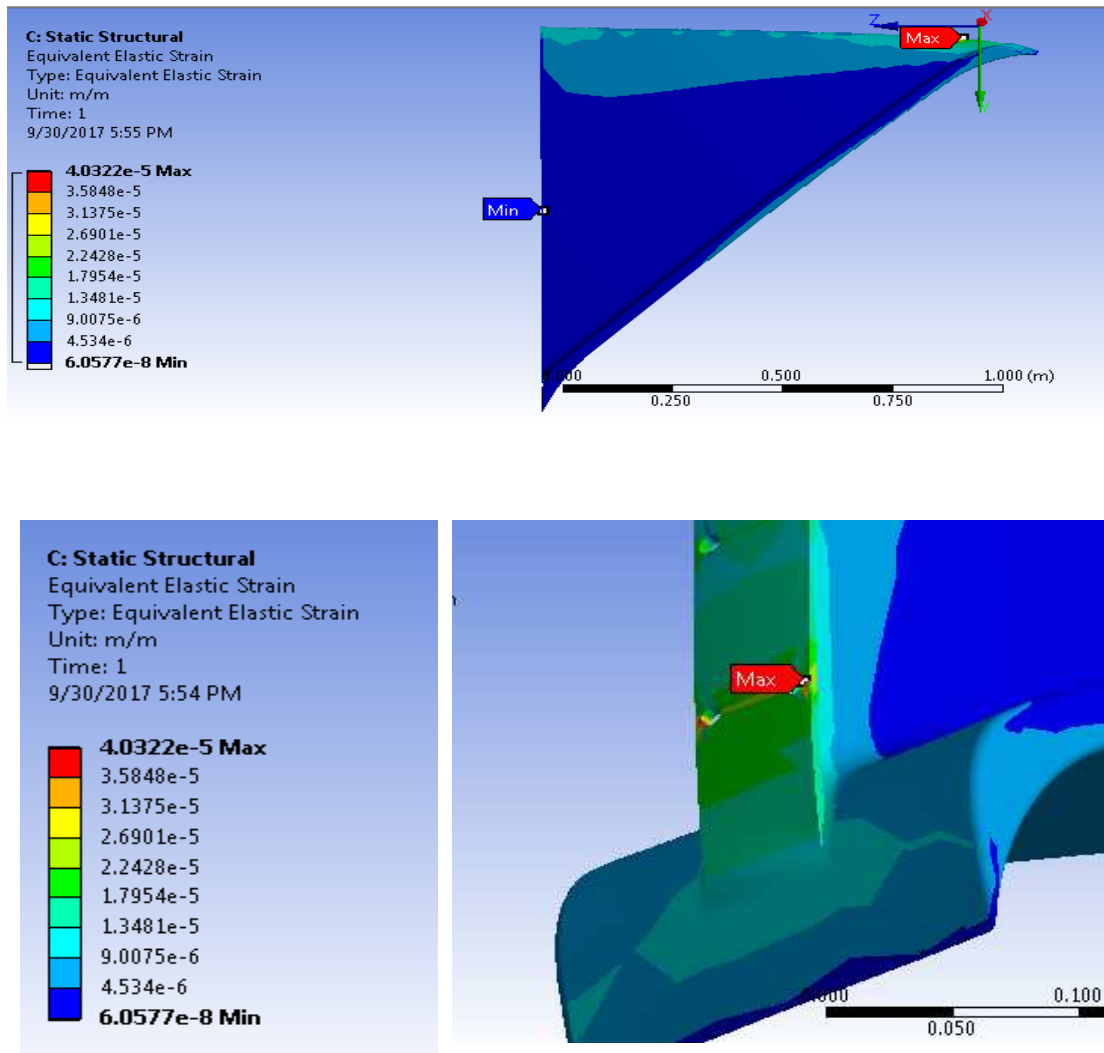 C: Static Structural
Equivalent Elastic Strain
Type: Equivalent Elastic Strain
Unit: m/m
Time: 1
9/30/2017 5:55 PM
4.0322e-5 Max
3.5848e-5
3.1375e-5
2.6901e-5
2.2428e-5
1.7954e-5
1.3481e-5
9.0075e-6
4.534e-6
6.0577e-8 Min
Z
X
Max
Y
Min
0.000 0.500 1.000 (m)
0.250 0.750
C: Static Structural
Equivalent Elastic Strain
Type: Equivalent Elastic Strain
Unit: m/m
Time: 1
9/30/2017 5:54 PM
4.0322e-5 Max
3.5848e-5
3.1375e-5
2.6901e-5
2.2428e-5
1.7954e-5
1.3481e-5
9.0075e-6
4.534e-6
6.0577e-8 Min
Max
0.000 0.100
0.050